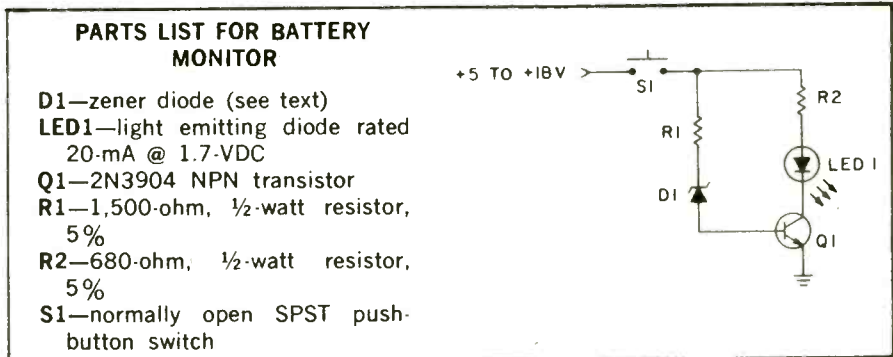 PARTS LIST FOR BATTERY
MONITOR
D1—zener diode (see text)
LED1—light emitting diode rated
20-mA @ 1.7-VDC
Q1—2N3904 NPN transistor
R1—1,500-ohm, ½-watt resistor,
5%
R2—680-ohm, ½-watt resistor,
5%
S1—normally open SPST push-
button switch
+5 TO +18V
S1
R2
R1
LED 1
D1
Q1